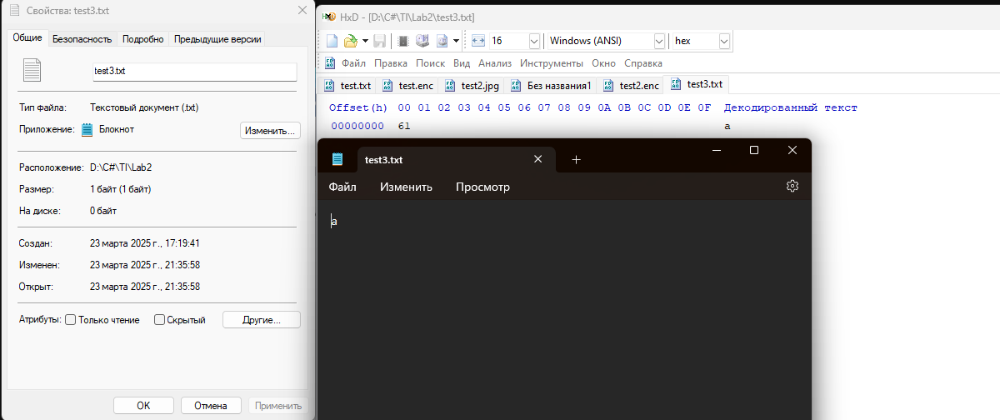 Свойства: test3.txt
Общие Безопасность Подробно Предыдущие версии
test3.txt
Тип файла: Текстовый документ (.txt)
Приложение: Блокнот Изменить...
Расположение: D:\C#\TI\Lab2
Размер: 1 байт (1 байт)
На диске: 0 байт
Создан: 23 марта 2025 г., 17:19:41
Изменен: 23 марта 2025 г., 21:35:58
Открыт: 23 марта 2025 г., 21:35:58
Атрибуты: Только чтение Скрытый Другие...
OK Отмена Применить
HxD - [D:\C#\TI\Lab2\test3.txt]
16 Windows (ANSI) hex
Файл Правка Поиск Вид Анализ Инструменты Окно Справка
test.txt test.enc test2.jpg Без названия1 test2.enc test3.txt
Offset(h) 00 01 02 03 04 05 06 07 08 09 0A 0B 0C 0D 0E 0F Декодированный текст
00000000 61 a
test3.txt
Файл Изменить Просмотр
a